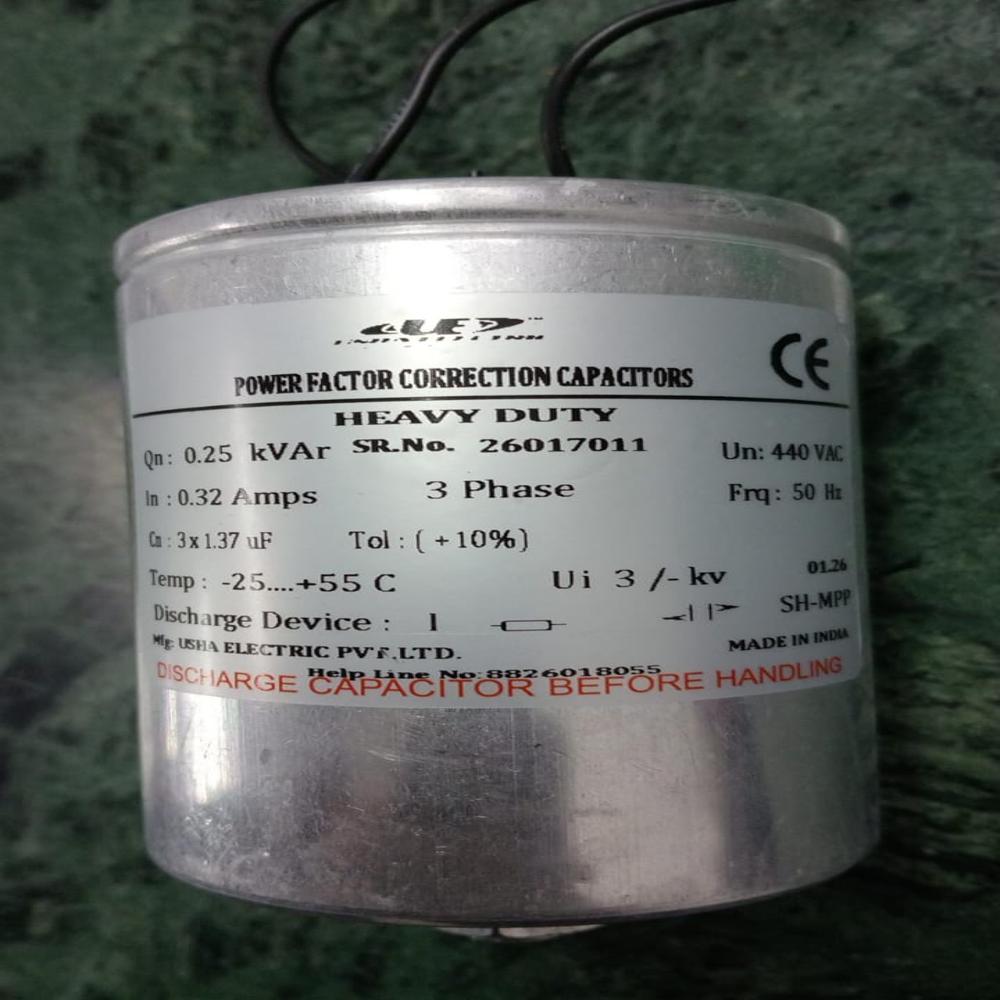 UE
CE
POWER FACTOR CORRECTION CAPACITORS
HEAVY DUTY
Qn: 0.25 kVAr SR.No. 26017011 Un: 440 VAC
In : 0.32 Amps 3 Phase Frq: 50 Hz
Cn : 3 x 1.37 uF Tol : ( +10%)
Temp : -25....+55 C Ui 3 /- kv 01.26
Discharge Device : SH-MPP
Mfg: USHA ELECTRIC PVT.LTD. MADE IN INDIA
Help Line No:8826018055
DISCHARGE CAPACITOR BEFORE HANDLING